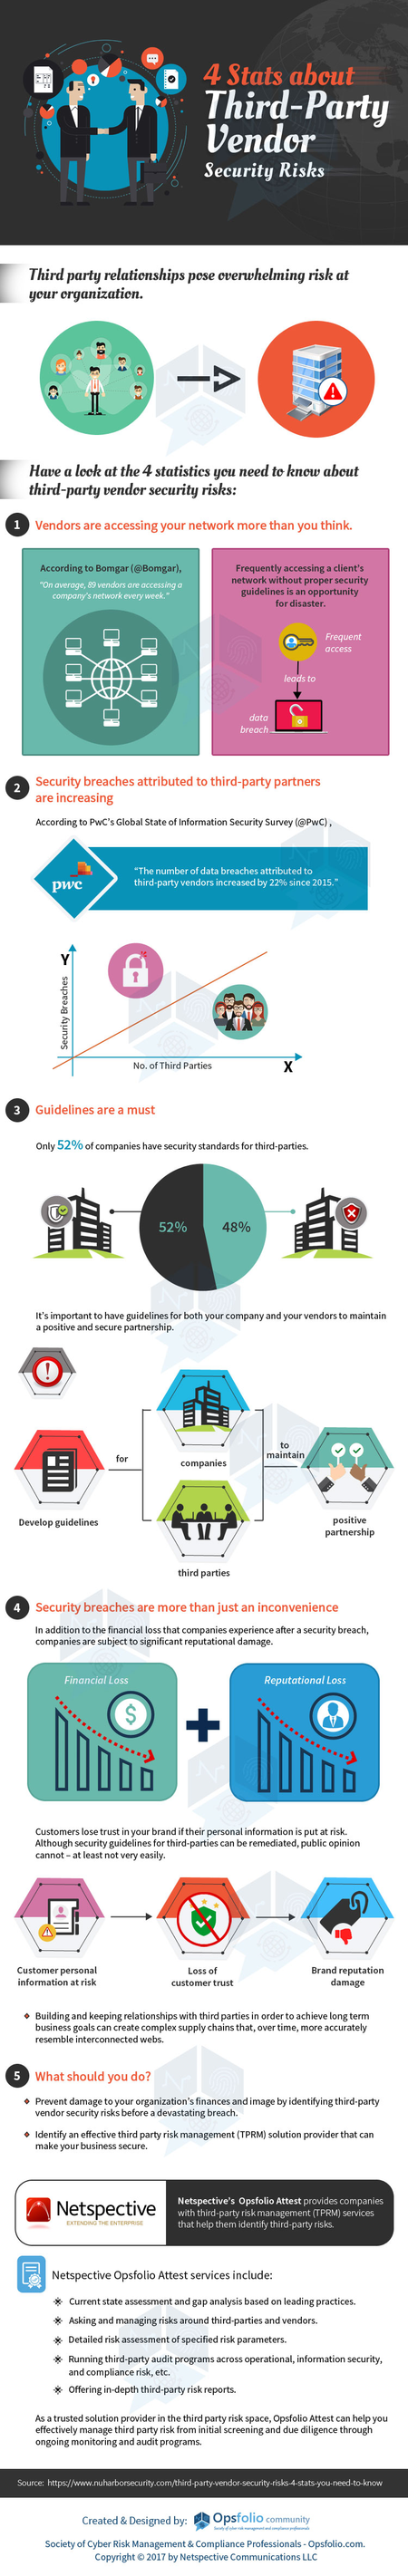 4 Stats about
Third-Party
Vendor
Security Risks
Third party relationships pose overwhelming risk at
your organization.
Have a look at the 4 statistics you need to know about
third-party vendor security risks:
1 Vendors are accessing your network more than you think.
According to Bomgar (@Bomgar),
"On average, 89 vendors are accessing a
company's network every week."
Frequently accessing a client's
network without proper security
guidelines is an opportunity
for disaster.
Frequent
access
leads to
data
breach
2 Security breaches attributed to third-party partners
are increasing
According to PwC's Global State of Information Security Survey (@PwC) ,
pwc
"The number of data breaches attributed to
third-party vendors increased by 22% since 2015."
Y
Security Breaches
No. of Third Parties
X
3 Guidelines are a must
Only 52% of companies have security standards for third-parties.
52%
48%
It's important to have guidelines for both your company and your vendors to maintain
a positive and secure partnership.
Develop guidelines
for
companies
third parties
to
maintain
positive
partnership
4 Security breaches are more than just an inconvenience
In addition to the financial loss that companies experience after a security breach,
companies are subject to significant reputational damage.
Financial Loss
Reputational Loss
Customers lose trust in your brand if their personal information is put at risk.
Although security guidelines for third-parties can be remediated, public opinion
cannot – at least not very easily.
Customer personal
information at risk
Loss of
customer trust
Brand reputation
damage
Building and keeping relationships with third parties in order to achieve long term
business goals can create complex supply chains that, over time, more accurately
resemble interconnected webs.
5 What should you do?
Prevent damage to your organization's finances and image by identifying third-party
vendor security risks before a devastating breach.
Identify an effective third party risk management (TPRM) solution provider that can
make your business secure.
Netspective
EXTENDING THE ENTERPRISE
Netspective's Opsfolio Attest provides companies
with third-party risk management (TPRM) services
that help them identify third-party risks.
Netspective Opsfolio Attest services include:
Current state assessment and gap analysis based on leading practices.
Asking and managing risks around third-parties and vendors.
Detailed risk assessment of specified risk parameters.
Running third-party audit programs across operational, information security,
and compliance risk, etc.
Offering in-depth third-party risk reports.
As a trusted solution provider in the third party risk space, Opsfolio Attest can help you
effectively manage third party risk from initial screening and due diligence through
ongoing monitoring and audit programs.
Source: https://www.nuharborsecurity.com/third-party-vendor-security-risks-4-stats-you-need-to-know
Created & Designed by: Opsfolio community
Society of Cyber Risk Management & Compliance Professionals - Opsfolio.com.
Copyright © 2017 by Netspective Communications LLC